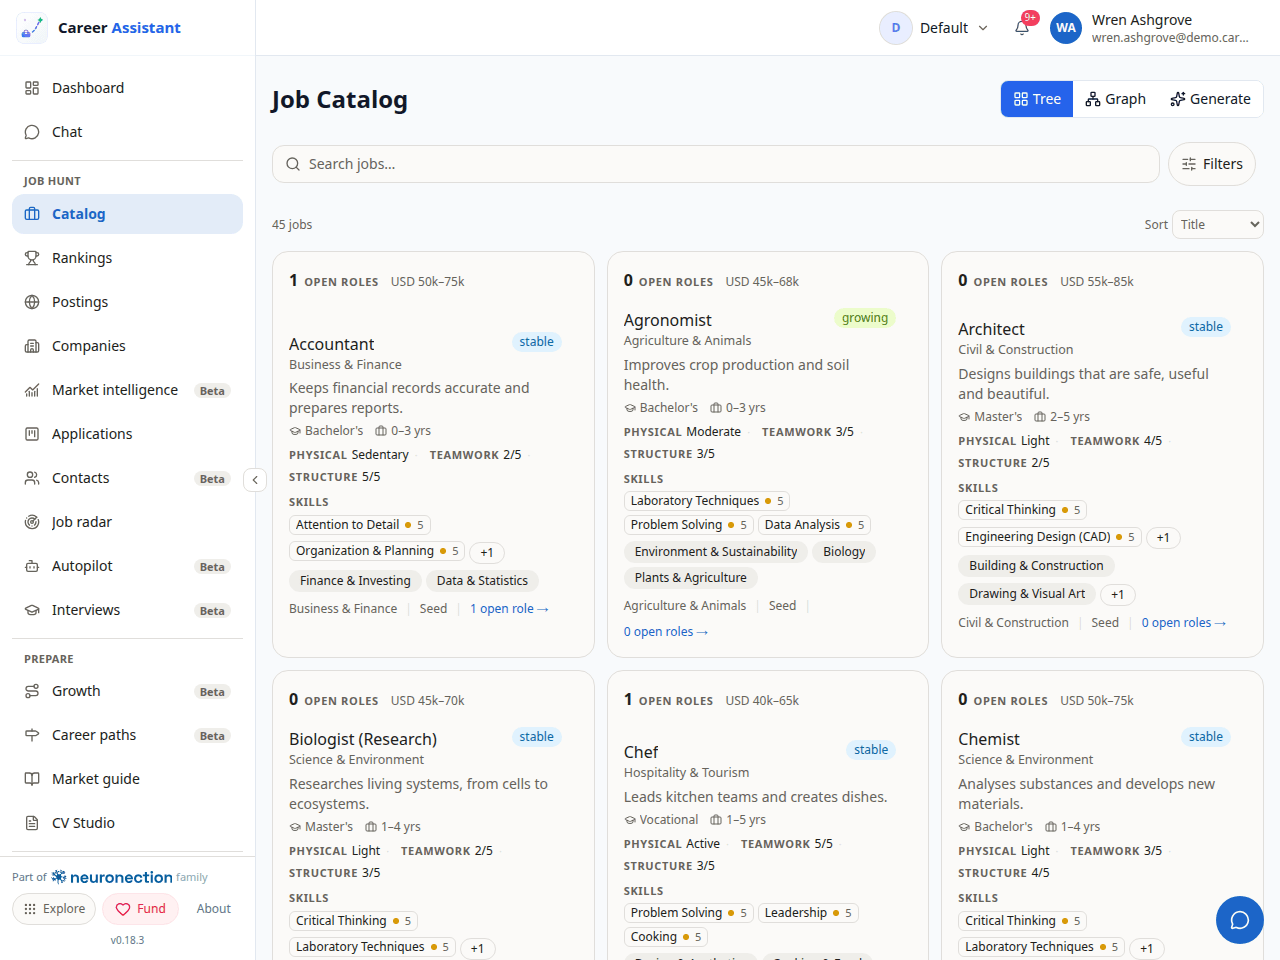 Career Assistant
D
Default
9+
WA
Wren Ashgrove
wren.ashgrove@demo.car...
Dashboard
Chat
JOB HUNT
Catalog
Rankings
Postings
Companies
Market intelligence Beta
Applications
Contacts Beta
Job radar
Autopilot Beta
Interviews Beta
PREPARE
Growth Beta
Career paths Beta
Market guide
CV Studio
Part of neuronection family
Explore
Fund
About
v0.18.3
Job Catalog
Tree
Graph
Generate
Search jobs...
Filters
45 jobs
Sort Title
1 OPEN ROLES USD 50k–75k
Accountant
stable
Business & Finance
Keeps financial records accurate and
prepares reports.
Bachelor's 0–3 yrs
PHYSICAL Sedentary · TEAMWORK 2/5 ·
STRUCTURE 5/5
SKILLS
Attention to Detail 5
Organization & Planning 5 +1
Finance & Investing Data & Statistics
Business & Finance | Seed | 1 open role →
0 OPEN ROLES USD 45k–68k
Agronomist
growing
Agriculture & Animals
Improves crop production and soil
health.
Bachelor's 0–3 yrs
PHYSICAL Moderate · TEAMWORK 3/5 ·
STRUCTURE 3/5
SKILLS
Laboratory Techniques 5
Problem Solving 5 Data Analysis 5
Environment & Sustainability Biology
Plants & Agriculture
Agriculture & Animals | Seed |
0 open roles →
0 OPEN ROLES USD 55k–85k
Architect
stable
Civil & Construction
Designs buildings that are safe, useful
and beautiful.
Master's 2–5 yrs
PHYSICAL Light · TEAMWORK 4/5 ·
STRUCTURE 2/5
SKILLS
Critical Thinking 5
Engineering Design (CAD) 5 +1
Building & Construction
Drawing & Visual Art +1
Civil & Construction | Seed | 0 open roles →
0 OPEN ROLES USD 45k–70k
Biologist (Research)
stable
Science & Environment
Researches living systems, from cells to
ecosystems.
Master's 1–4 yrs
PHYSICAL Light · TEAMWORK 2/5 ·
STRUCTURE 3/5
SKILLS
Critical Thinking 5
Laboratory Techniques 5 +1
1 OPEN ROLES USD 40k–65k
Chef
stable
Hospitality & Tourism
Leads kitchen teams and creates dishes.
Vocational 1–5 yrs
PHYSICAL Active · TEAMWORK 5/5 ·
STRUCTURE 3/5
SKILLS
Problem Solving 5 Leadership 5
Cooking 5
0 OPEN ROLES USD 50k–75k
Chemist
stable
Science & Environment
Analyses substances and develops new
materials.
Bachelor's 1–4 yrs
PHYSICAL Light · TEAMWORK 3/5 ·
STRUCTURE 4/5
SKILLS
Critical Thinking 5
Laboratory Techniques 5 +1